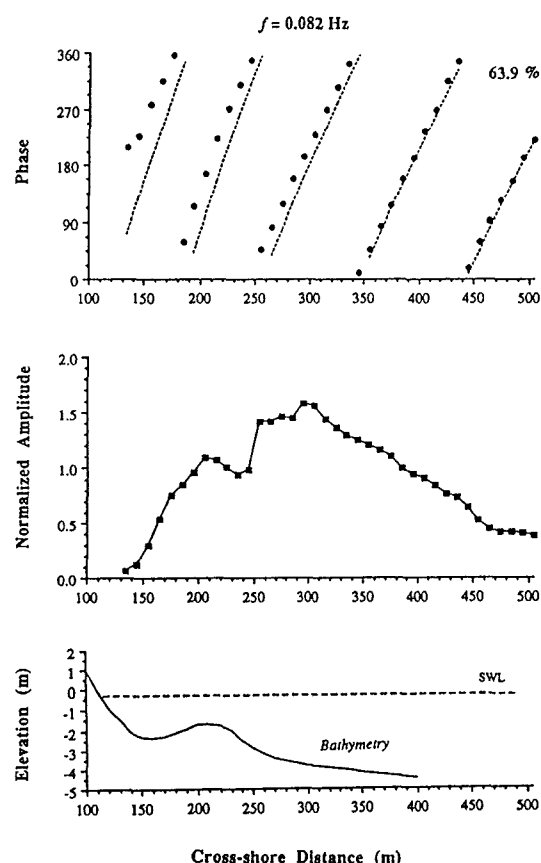 f = 0.082 Hz
360
270
180
90
0
Phase
63.9 %
100 150 200 250 300 350 400 450 500
2.0
1.5
1.0
0.5
0.0
Normalized Amplitude
100 150 200 250 300 350 400 450 500
2
1
0
-1
-2
-3
-4
-5
Elevation (m)
SWL
Bathymetry
100 150 200 250 300 350 400 450 500
Cross-shore Distance (m)